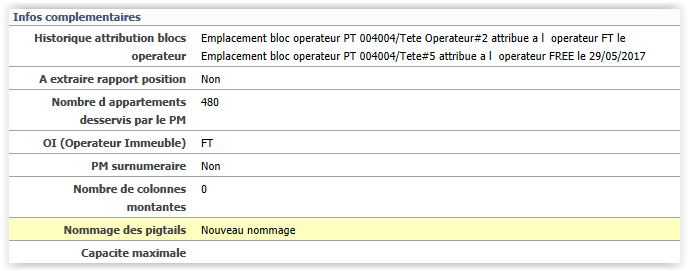 Infos complementaires
Historique attribution blocs operateur
Emplacement bloc operateur PT 004004/Tete Operateur#2 attribue a l  operateur FT le
Emplacement bloc operateur PT 004004/Tete#5 attribue a l  operateur FREE le 29/05/2017
A extraire rapport position Non
Nombre d appartements desservis par le PM 480
OI (Operateur Immeuble) FT
PM surnumeraire Non
Nombre de colonnes montantes 0
Nommage des pigtails Nouveau nommage
Capacite maximale